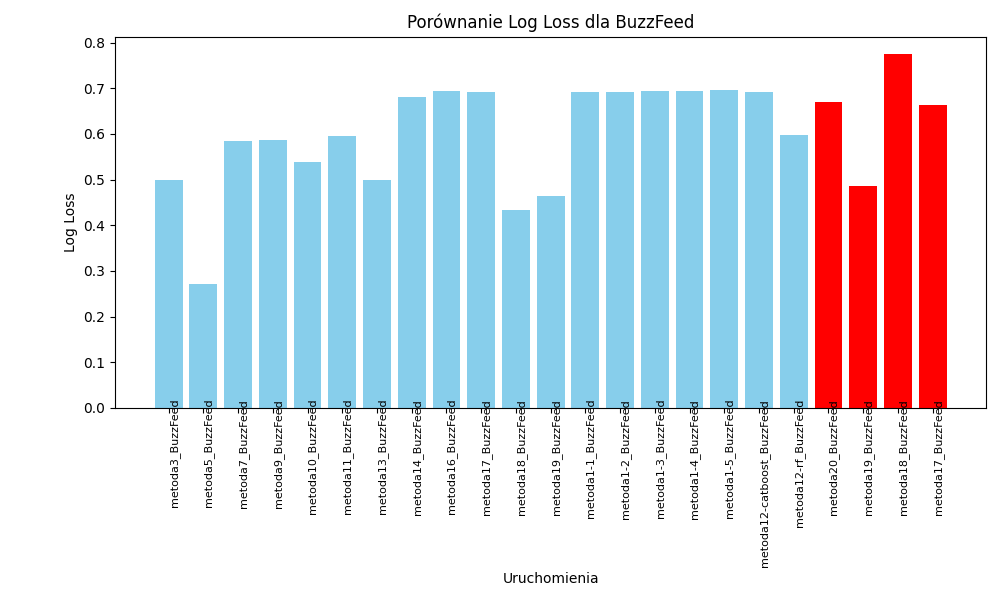 Porównanie Log Loss dla BuzzFeed
Log Loss
0.8
0.7
0.6
0.5
0.4
0.3
0.2
0.1
0.0
metoda3_BuzzFeed
metoda5_BuzzFeed
metoda7_BuzzFeed
metoda9_BuzzFeed
metoda10_BuzzFeed
metoda11_BuzzFeed
metoda13_BuzzFeed
metoda14_BuzzFeed
metoda16_BuzzFeed
metoda17_BuzzFeed
metoda18_BuzzFeed
metoda19_BuzzFeed
metoda1-1_BuzzFeed
metoda1-2_BuzzFeed
metoda1-3_BuzzFeed
metoda1-4_BuzzFeed
metoda1-5_BuzzFeed
metoda12-catboost_BuzzFeed
metoda12-rf_BuzzFeed
metoda20_BuzzFeed
metoda19_BuzzFeed
metoda18_BuzzFeed
metoda17_BuzzFeed
Uruchomienia